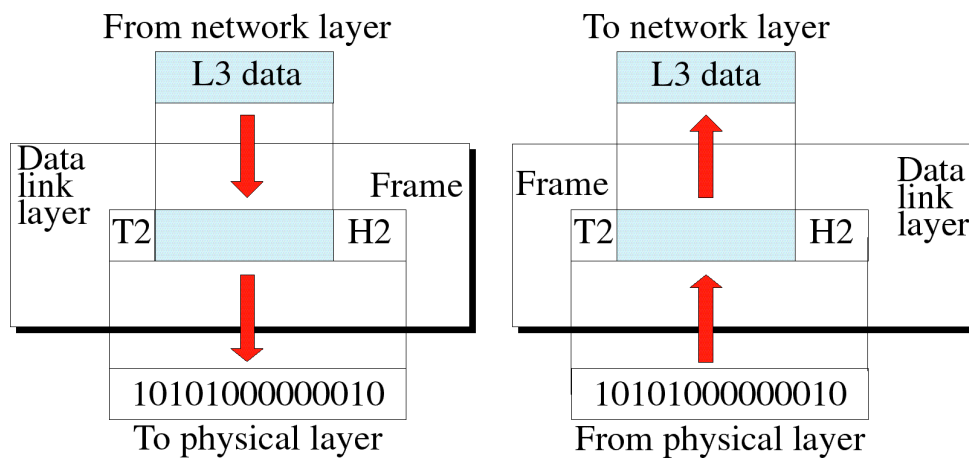 From network layer
L3 data
Data
link
layer
Frame
T2
H2
10101000000010
To physical layer
To network layer
L3 data
Frame
Data
link
layer
T2
H2
10101000000010
From physical layer